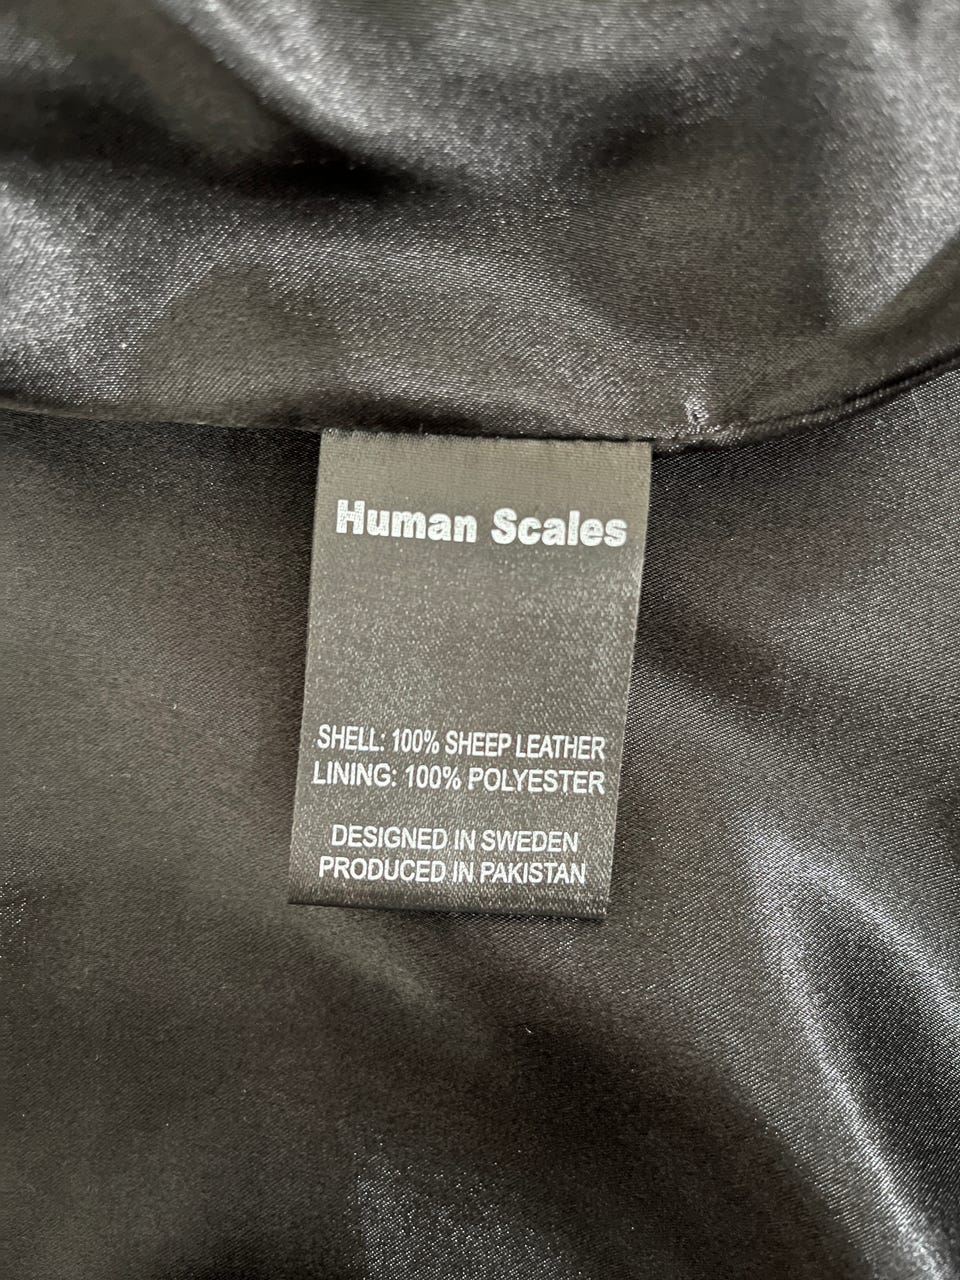 Human Scales
SHELL: 100% SHEEP LEATHER
LINING: 100% POLYESTER
DESIGNED IN SWEDEN
PRODUCED IN PAKISTAN